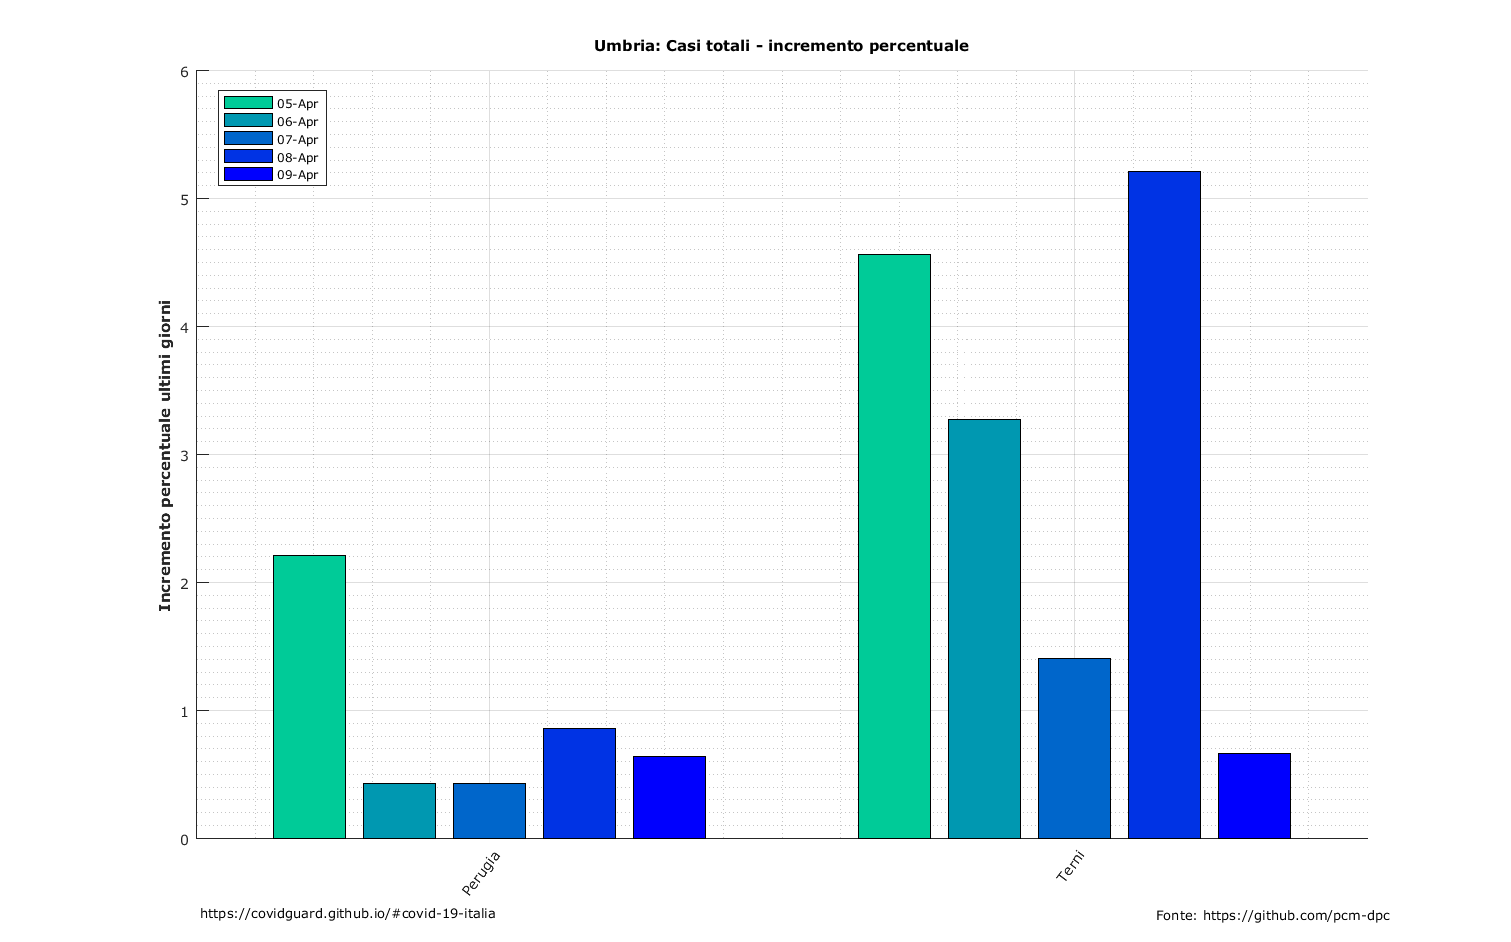 Umbria: Casi totali - incremento percentuale
6
5
4
3
2
1
0
Incremento percentuale ultimi giorni
05-Apr
06-Apr
07-Apr
08-Apr
09-Apr
Perugia
Terni
https://covidguard.github.io/#covid-19-italia
Fonte: https://github.com/pcm-dpc